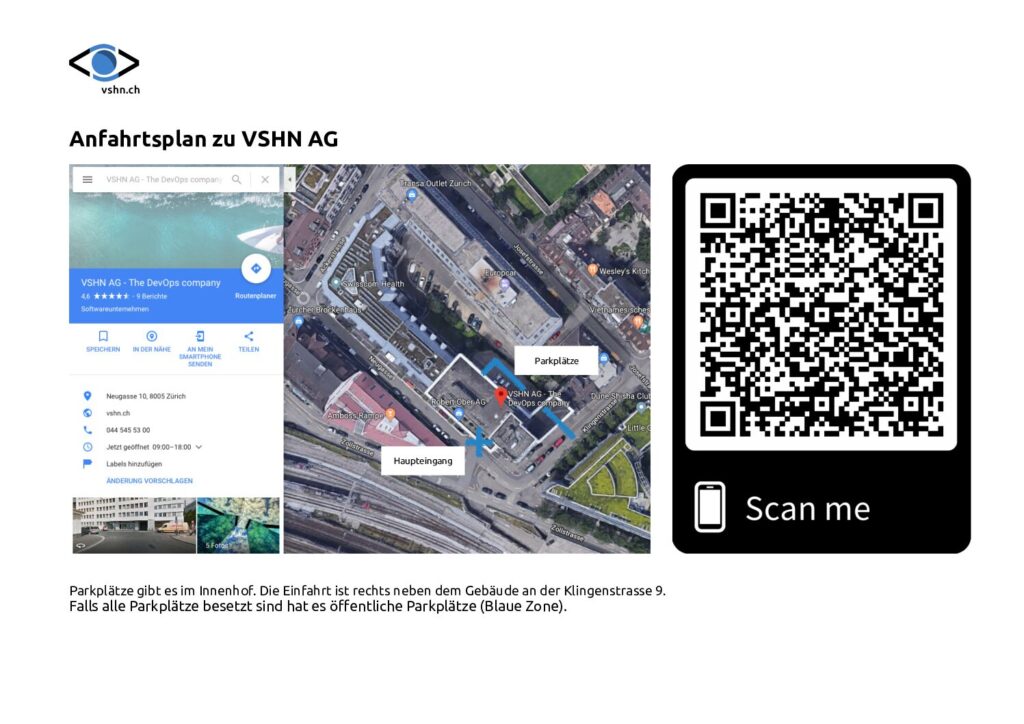 vshn.ch
Anfahrtsplan zu VSHN AG
VSHN AG - The DevOps company
VSHN AG - The DevOps company
4,6 ★★★★★ - 9 Berichte
Routenplaner
Softwareunternehmen
SPEICHERN
IN DER NÄHE
AN MEIN
SMARTPHONE
SENDEN
TEILEN
Neugasse 10, 8005 Zürich
vshn.ch
044 545 53 00
Jetzt geöffnet 09:00–18:00
Labels hinzufügen
ÄNDERUNG VORSCHLAGEN
5 Fotos
Transa Outlet Zürich
Josefstrasse
Europcar
Wesley's Kitch
Swisscom Health
Zürcher Brockenhaus
Vietnamesisches
Neugasse
Parkplätze
Josefst
VSHN AG - The
DevOps company
Robert Ober AG
Dune Shisha Club
Klingenstrasse
Amboss Rampe
Little
Zollstrasse
Haupteingang
Zollstrasse
Scan me
Parkplätze gibt es im Innenhof. Die Einfahrt ist rechts neben dem Gebäude an der Klingenstrasse 9.
Falls alle Parkplätze besetzt sind hat es öffentliche Parkplätze (Blaue Zone).